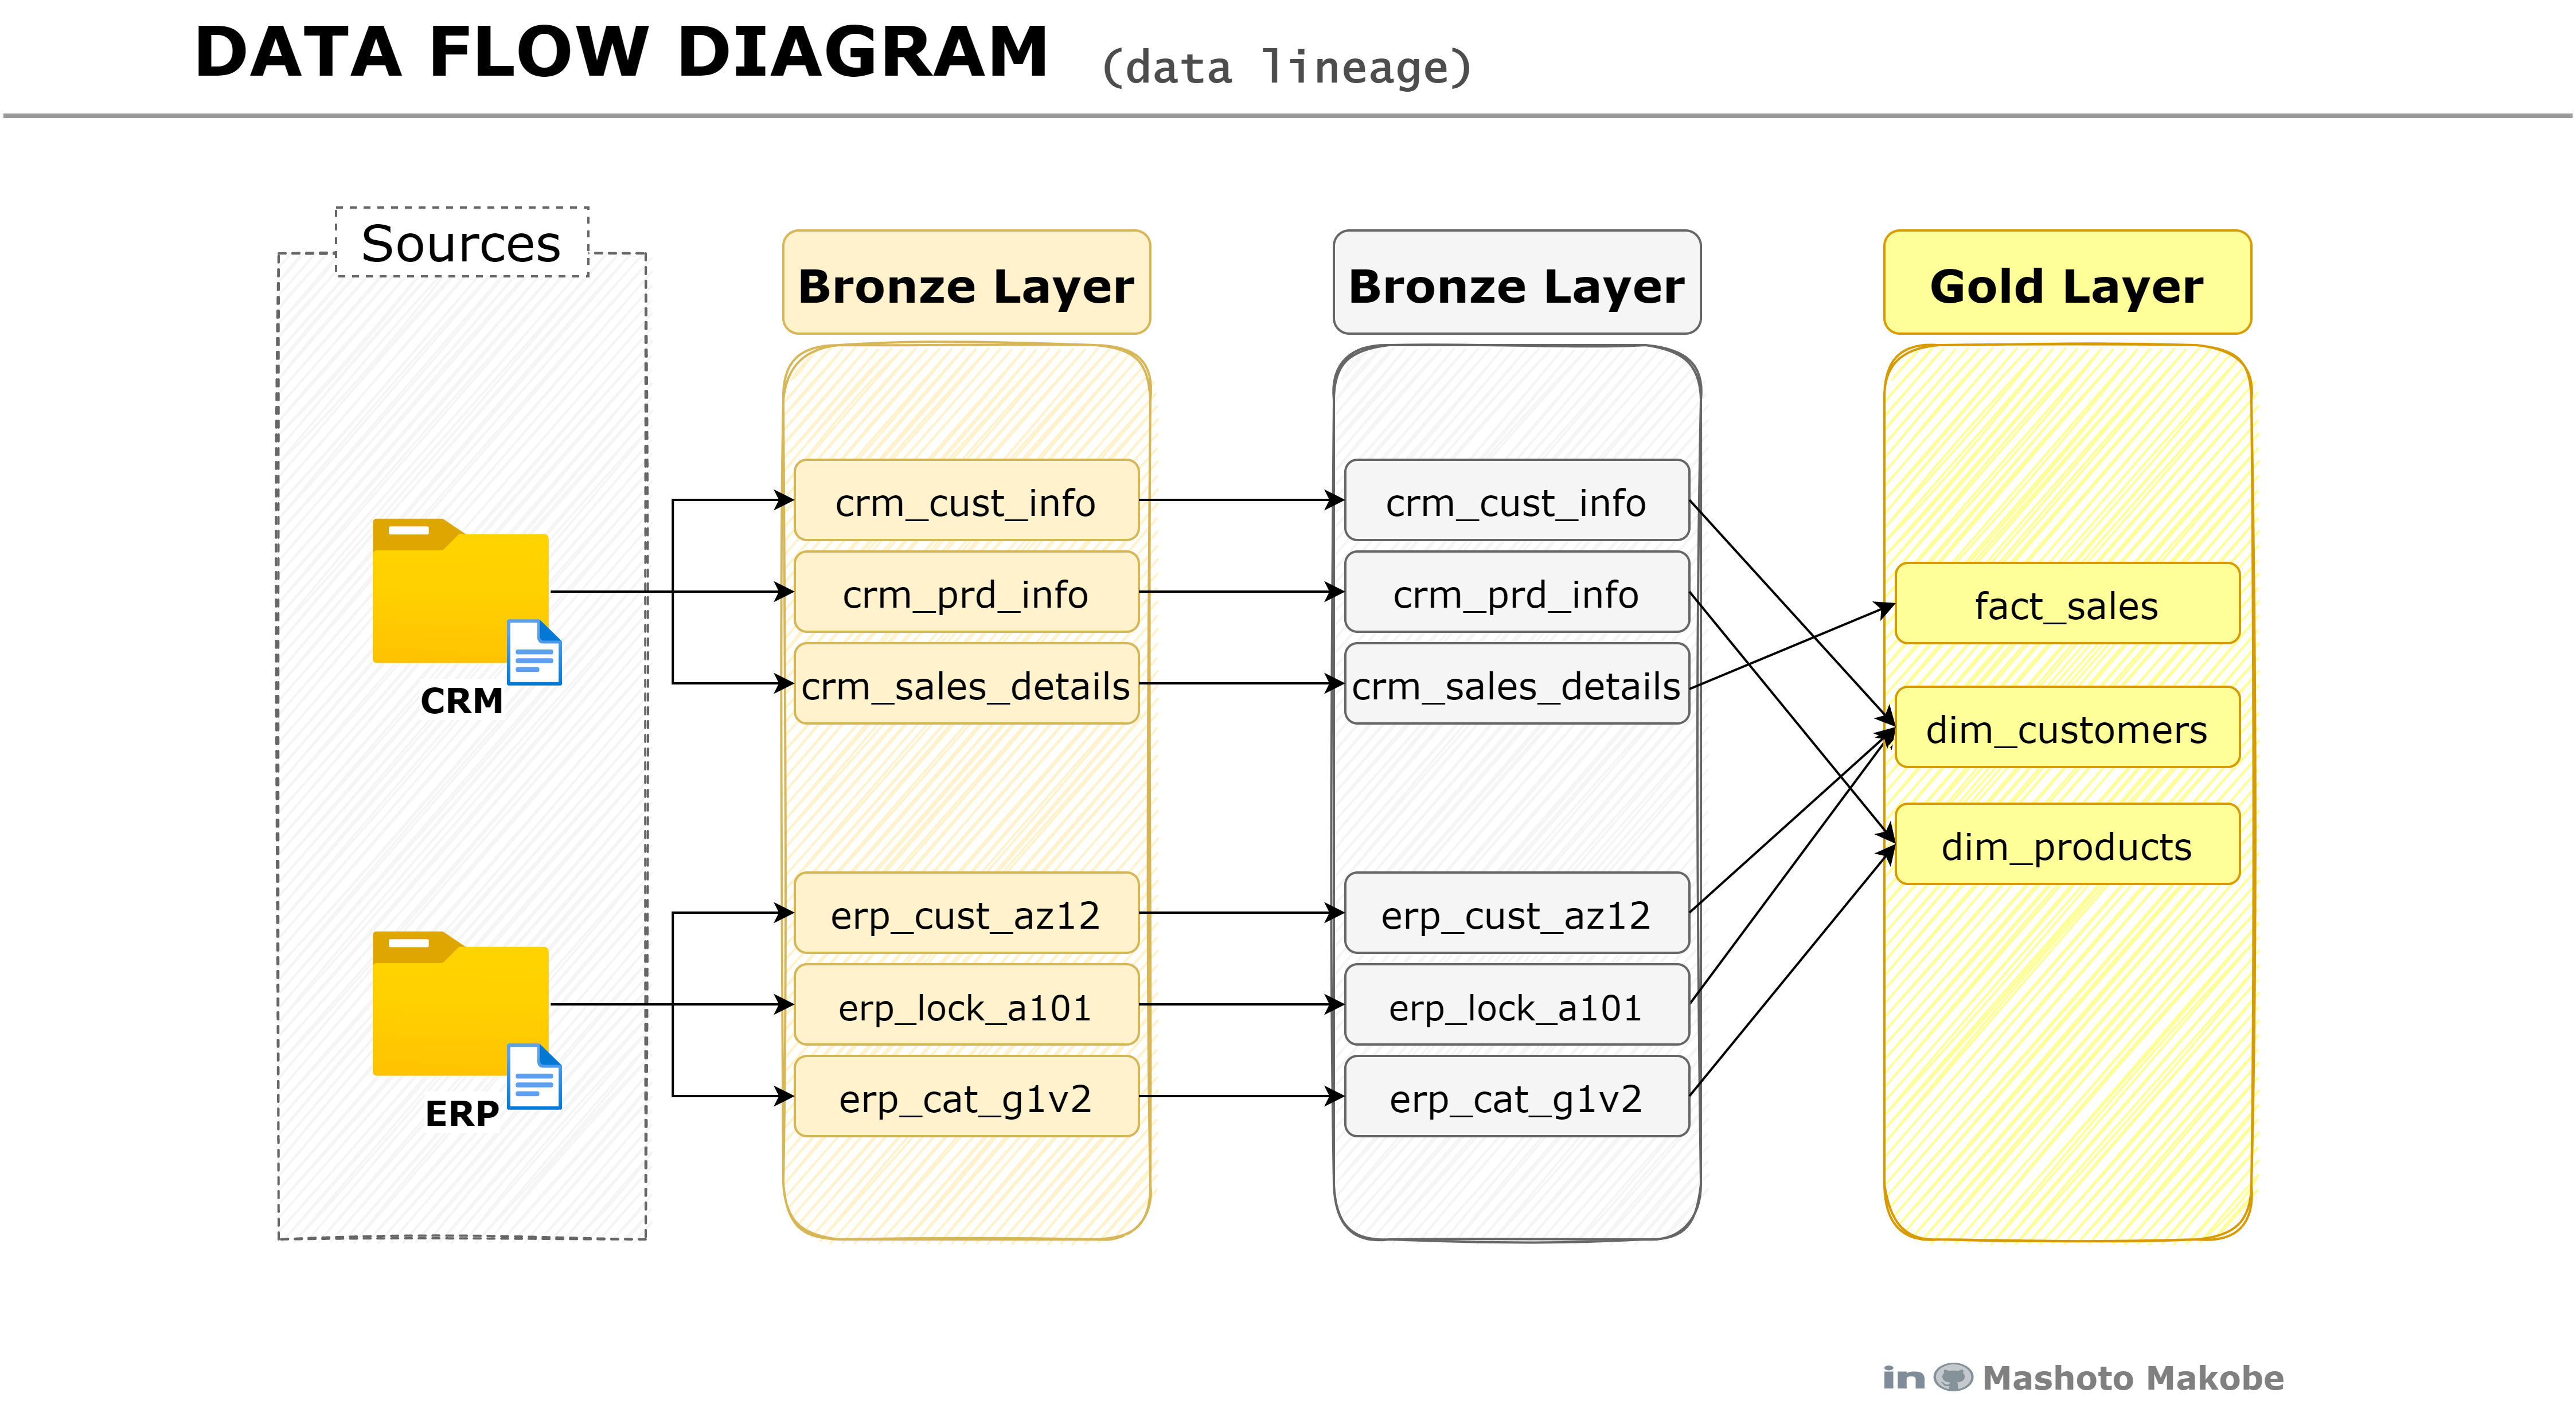 DATA FLOW DIAGRAM (data lineage)
Sources
CRM
ERP
Bronze Layer
crm_cust_info
crm_prd_info
crm_sales_details
erp_cust_az12
erp_lock_a101
erp_cat_g1v2
Bronze Layer
crm_cust_info
crm_prd_info
crm_sales_details
erp_cust_az12
erp_lock_a101
erp_cat_g1v2
Gold Layer
fact_sales
dim_customers
dim_products
in Mashoto Makobe